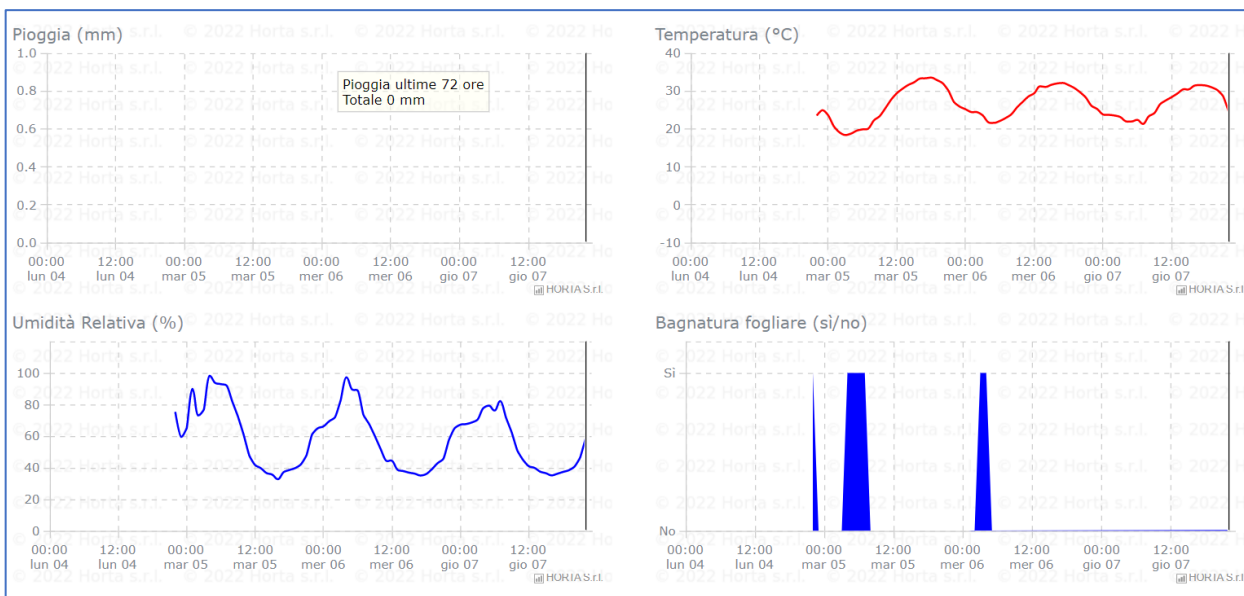 Pioggia (mm)
1.0
0.8
0.6
0.4
0.2
0.0
Pioggia ultime 72 ore
Totale 0 mm
00:00 12:00 00:00 12:00 00:00 12:00 00:00 12:00
lun 04 lun 04 mar 05 mar 05 mer 06 mer 06 gio 07 gio 07
HORTA S.r.l.
Temperatura (°C)
40
30
20
10
0
-10
00:00 12:00 00:00 12:00 00:00 12:00 00:00 12:00
lun 04 lun 04 mar 05 mar 05 mer 06 mer 06 gio 07 gio 07
HORTA S.r.l.
Umidità Relativa (%)
100
80
60
40
20
0
00:00 12:00 00:00 12:00 00:00 12:00 00:00 12:00
lun 04 lun 04 mar 05 mar 05 mer 06 mer 06 gio 07 gio 07
HORTA S.r.l.
Bagnatura fogliare (sì/no)
Sì
No
00:00 12:00 00:00 12:00 00:00 12:00 00:00 12:00
lun 04 lun 04 mar 05 mar 05 mer 06 mer 06 gio 07 gio 07
HORTA S.r.l.
© 2022 Horta s.r.l.